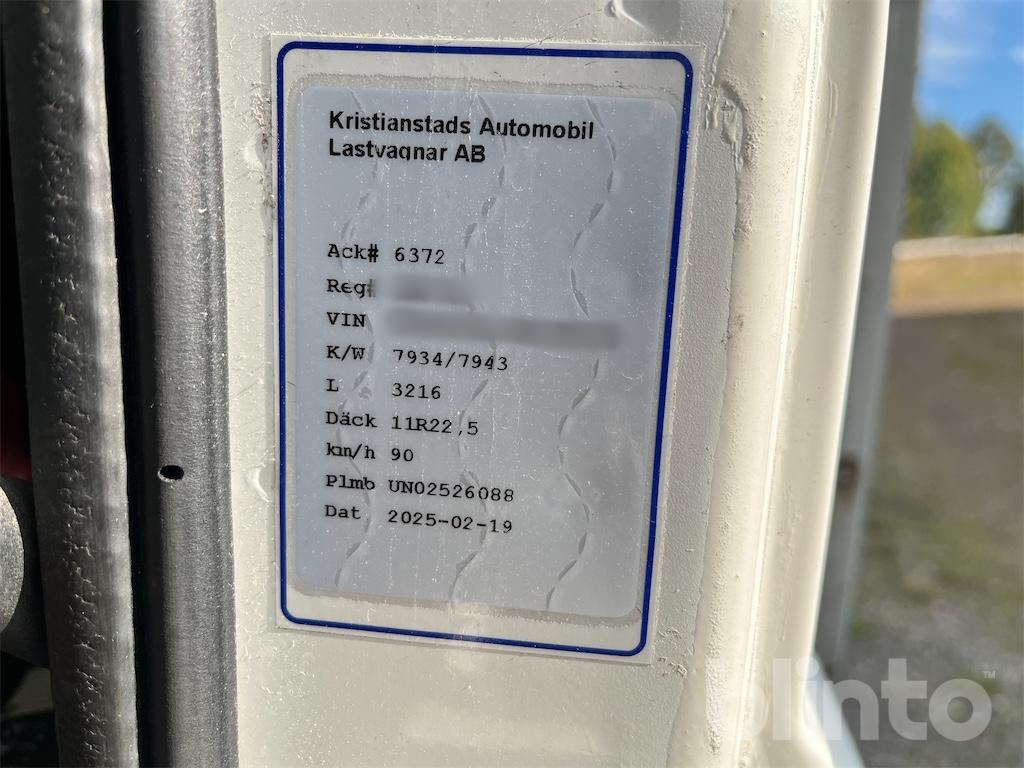 Kristianstads Automobil
Lastvagnar AB
Ack# 6372
Reg#
VIN
K/W 7934/7943
L 3216
Däck 11R22,5
km/h 90
Plmb UN02526088
Dat 2025-02-19
blinto™